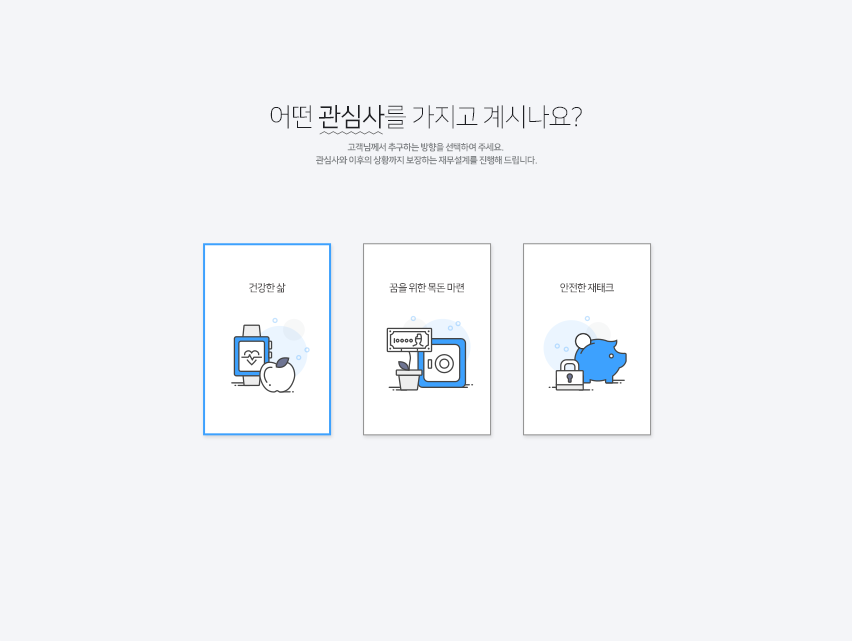 어떤 관심사를 가지고 계시나요?
고객님께서 추구하는 방향을 선택하여 주세요.
관심사와 이후의 상황까지 보장하는 재무설계를 진행해 드립니다.
건강한 삶
꿈을 위한 목돈 마련
안전한 재태크